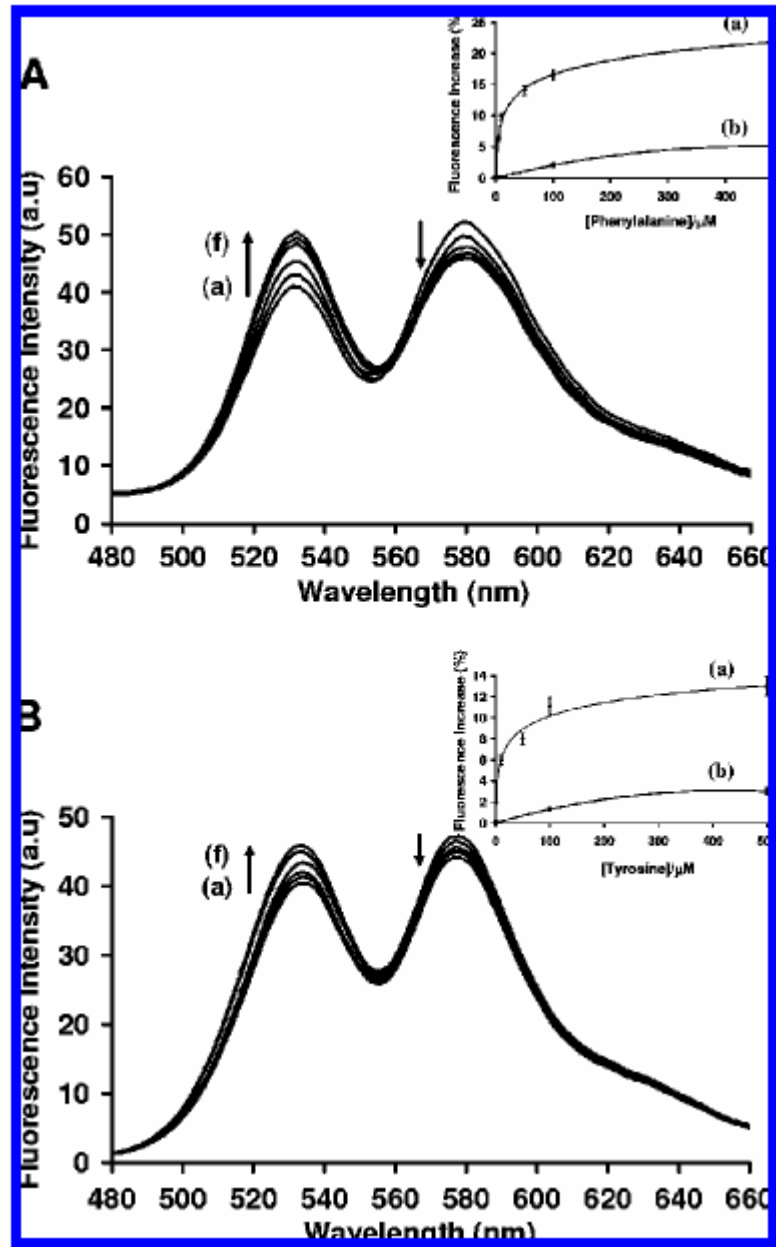 A
Fluorescence Increase (%)
25
20
15
10
5
0
(a)
(b)
0 100 200 300 400
[Phenylalanine]/µM
Fluorescence Intensity (a.u)
60
50
40
30
20
10
0
(f)
(a)
480 500 520 540 560 580 600 620 640 660
Wavelength (nm)
B
Fluorescence Increase (%)
14
12
10
8
6
4
2
0
(a)
(b)
0 100 200 300 400 500
[Tyrosine]/µM
Fluorescence Intensity (a.u)
50
40
30
20
10
0
(f)
(a)
480 500 520 540 560 580 600 620 640 660
Wavelength (nm)